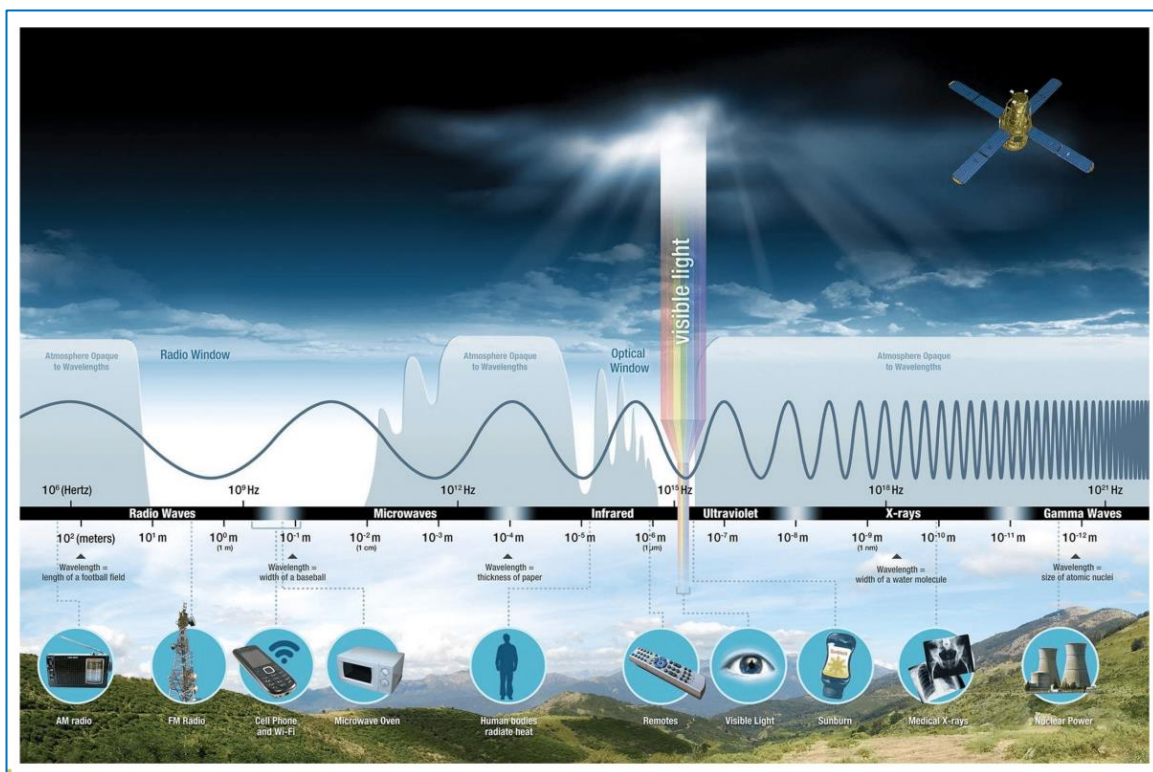 visible light
Atmosphere Opaque
to Wavelengths
Radio Window
Atmosphere Opaque
to Wavelengths
Optical
Window
Atmosphere Opaque
to Wavelengths
10⁶ (Hertz)
10⁹ Hz
10¹² Hz
10¹⁵ Hz
10¹⁸ Hz
10²¹ Hz
Radio Waves
Microwaves
Infrared
Ultraviolet
X-rays
Gamma Waves
10² (meters)
10¹ m
10⁰ m
(1 m)
10⁻¹ m
10⁻² m
(1 cm)
10⁻³ m
10⁻⁴ m
10⁻⁵ m
10⁻⁶ m
(1 μm)
10⁻⁷ m
10⁻⁸ m
10⁻⁹ m
(1 nm)
10⁻¹⁰ m
10⁻¹¹ m
10⁻¹² m
Wavelength =
length of a football field
Wavelength =
width of a baseball
Wavelength =
thickness of paper
Wavelength =
width of a water molecule
Wavelength =
size of atomic nuclei
AM radio
FM Radio
Cell Phone
and Wi-Fi
Microwave Oven
Human bodies
radiate heat
Remotes
Visible Light
Sunburn
Medical X-rays
Nuclear Power